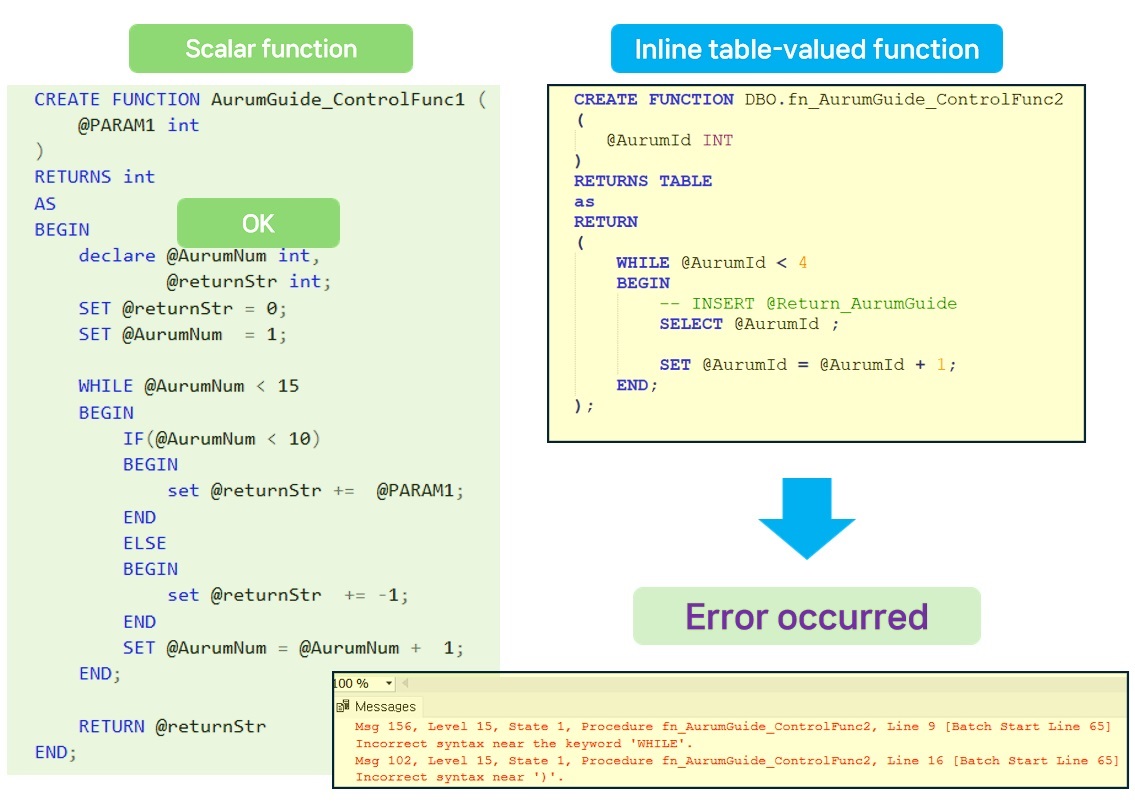 Scalar function
CREATE FUNCTION AurumGuide_ControlFunc1 (
    @PARAM1 int
)
RETURNS int
AS
OK
BEGIN
    declare @AurumNum int,
            @returnStr int;
    SET @returnStr = 0;
    SET @AurumNum  = 1;

    WHILE @AurumNum < 15
    BEGIN
        IF(@AurumNum < 10)
        BEGIN
            set @returnStr +=  @PARAM1;
        END
        ELSE
        BEGIN
            set @returnStr  += -1;
        END
        SET @AurumNum = @AurumNum +  1;
    END;

    RETURN @returnStr
END;
Inline table-valued function
CREATE FUNCTION DBO.fn_AurumGuide_ControlFunc2
(
   @AurumId INT
)
RETURNS TABLE
as
RETURN
(
    WHILE @AurumId < 4
    BEGIN
        -- INSERT @Return_AurumGuide
        SELECT @AurumId ;

        SET @AurumId = @AurumId + 1;
    END;
);
Error occurred
100 %
Messages
Msg 156, Level 15, State 1, Procedure fn_AurumGuide_ControlFunc2, Line 9 [Batch Start Line 65]
Incorrect syntax near the keyword 'WHILE'.
Msg 102, Level 15, State 1, Procedure fn_AurumGuide_ControlFunc2, Line 16 [Batch Start Line 65]
Incorrect syntax near ')'.